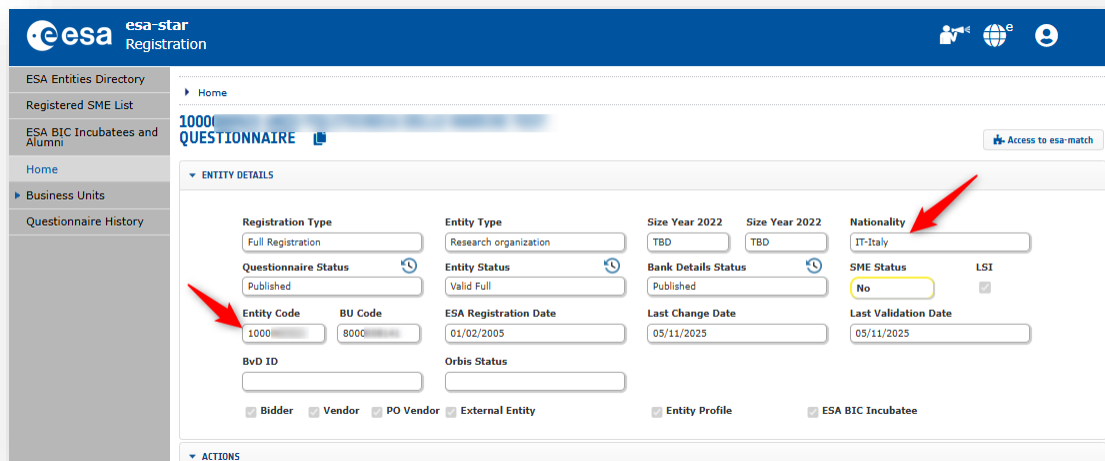 esa
esa-star
Registration
e
ESA Entities Directory
Registered SME List
ESA BIC Incubatees and
Alumni
Home
Business Units
Questionnaire History
Home
10000
QUESTIONNAIRE
Access to esa-match
ENTITY DETAILS
Registration Type Entity Type Size Year 2022 Size Year 2022 Nationality
Full Registration Research organization TBD TBD IT-Italy
Questionnaire Status Entity Status Bank Details Status SME Status LSI
Published Valid Full Published No
Entity Code BU Code ESA Registration Date Last Change Date Last Validation Date
1000 8000 01/02/2005 05/11/2025 05/11/2025
BvD ID Orbis Status
Bidder Vendor PO Vendor External Entity Entity Profile ESA BIC Incubatee
ACTIONS